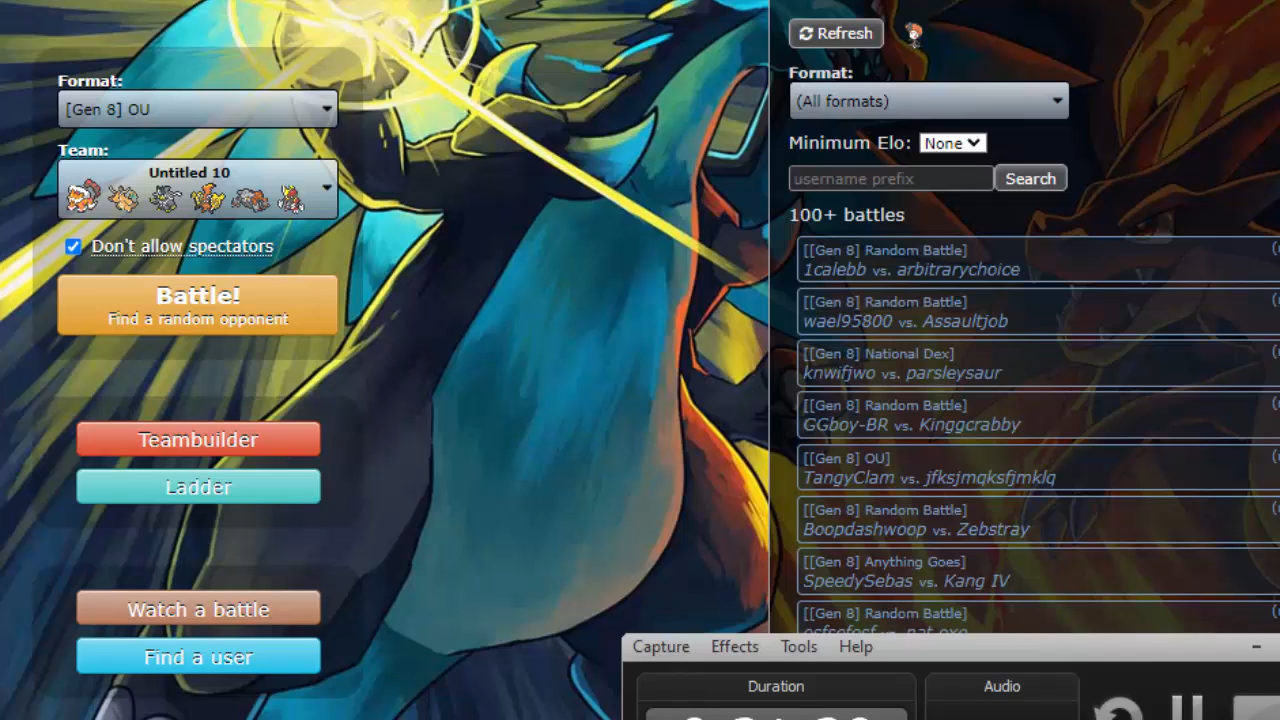 Format:
[Gen 8] OU
Team:
Untitled 10
Don't allow spectators
Battle!
Find a random opponent
Teambuilder
Ladder
Watch a battle
Find a user
Refresh
Format:
(All formats)
Minimum Elo: None
username prefix Search
100+ battles
[[Gen 8] Random Battle]
1calebb vs. arbitrarychoice
[[Gen 8] Random Battle]
wael95800 vs. Assaultjob
[[Gen 8] National Dex]
knwifjwo vs. parsleysaur
[[Gen 8] Random Battle]
GGboy-BR vs. Kinggcrabby
[[Gen 8] OU]
TangyClam vs. jfksjmqksfjmklq
[[Gen 8] Random Battle]
Boopdashwoop vs. Zebstray
[[Gen 8] Anything Goes]
SpeedySebas vs. Kang IV
[[Gen 8] Random Battle]
Capture Effects Tools Help
Duration
Audio